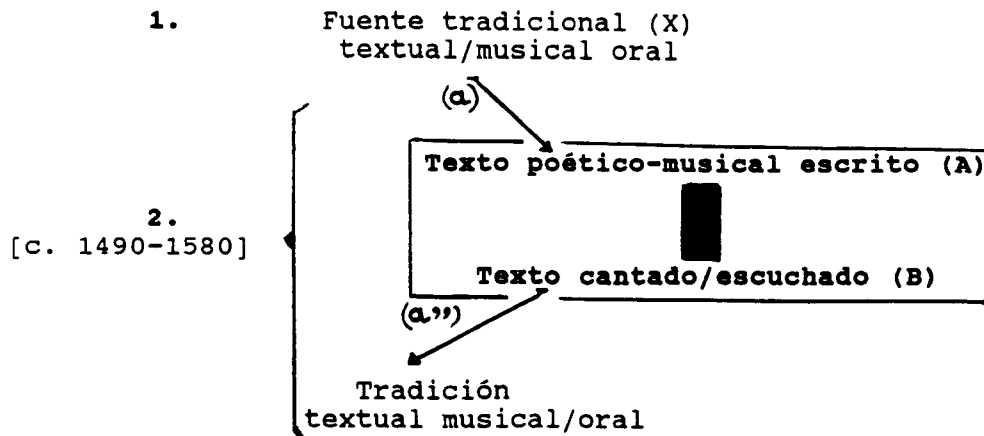 1. Fuente tradicional (X)
textual/musical oral
(a)
Texto poético-musical escrito (A)
2.
[c. 1490-1580]
Texto cantado/escuchado (B)
(a”)
Tradición
textual musical/oral